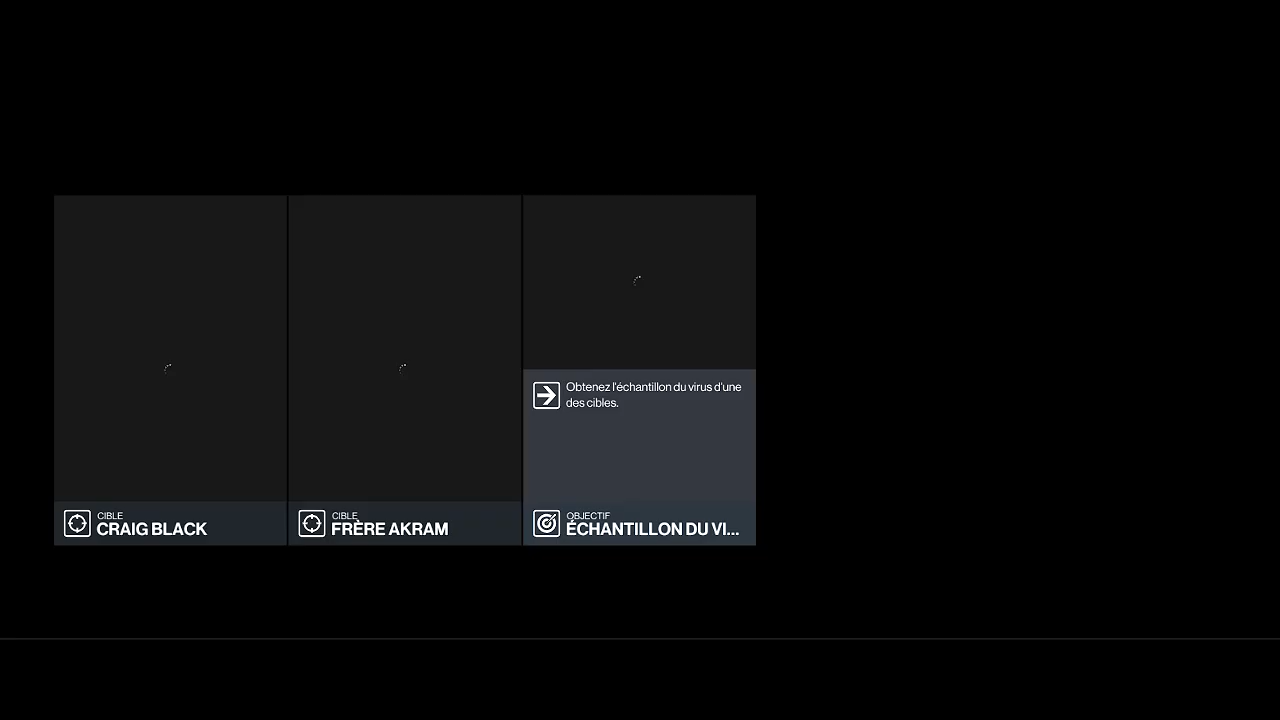 CIBLE
CRAIG BLACK
CIBLE
FRÈRE AKRAM
Obtenez l'échantillon du virus d'une
des cibles.
OBJECTIF
ÉCHANTILLON DU VI...